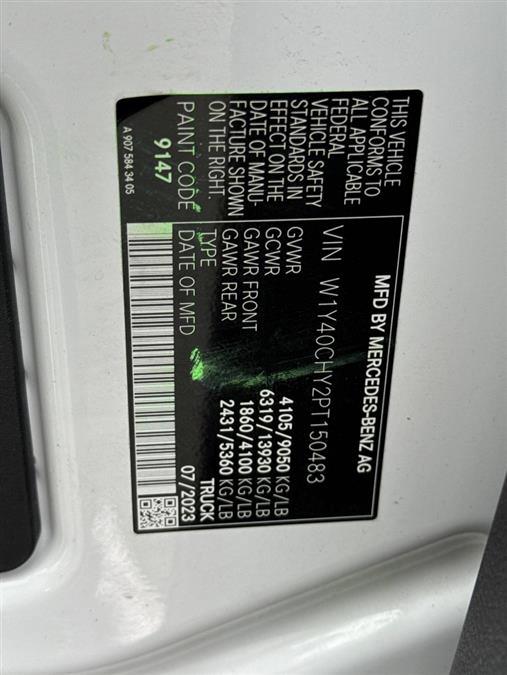 MFD BY MERCEDES-BENZ AG
VIN W1Y40CHY2PT150483
GVWR 4105/9050 KG/LB
GCWR 6319/13930 KG/LB
GAWR FRONT 1860/4100 KG/LB
GAWR REAR 2431/5360 KG/LB
TYPE TRUCK
DATE OF MFD 07/2023
THIS VEHICLE
CONFORMS TO
ALL APPLICABLE
FEDERAL
VEHICLE SAFETY
STANDARDS IN
EFFECT ON THE
DATE OF MANU-
FACTURE SHOWN
ON THE RIGHT.
PAINT CODE
9147
A 907 584 34 05